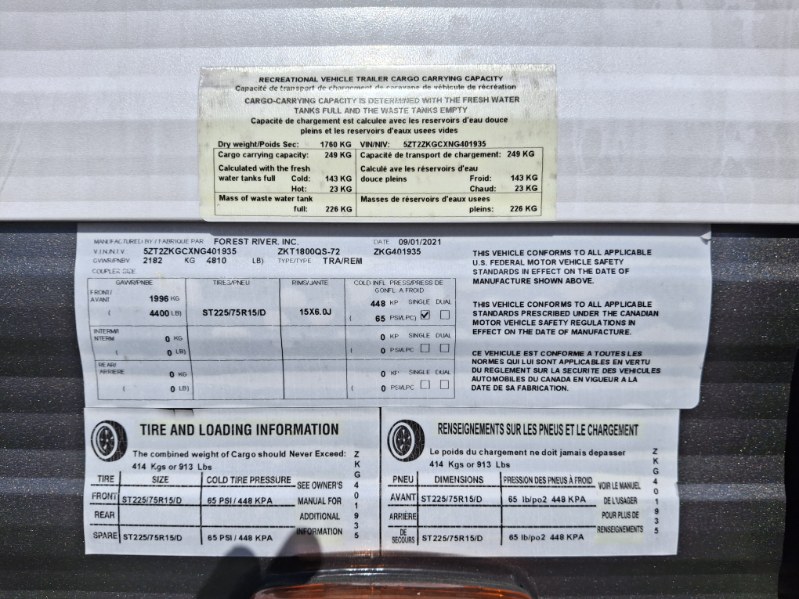 RECREATIONAL VEHICLE TRAILER CARGO CARRYING CAPACITY
Capacité de transport de chargement de caravane de véhicule de récréation
CARGO-CARRYING CAPACITY IS DETERMINED WITH THE FRESH WATER
TANKS FULL AND THE WASTE TANKS EMPTY
Capacité de chargement est calculee avec les reservoirs d'eau douce
pleins et les reservoirs d'eaux usees vides
Dry weight/Poids Sec: 1760 KG VIN/NIV: 5ZT2ZKGCXNG401935
Cargo carrying capacity: 249 KG Capacité de transport de chargement: 249 KG
Calculated with the fresh Calculé ave les réservoirs d'eau
water tanks full Cold: 143 KG douce pleins Froid: 143 KG
Hot: 23 KG Chaud: 23 KG
Mass of waste water tank Masses de réservoirs d'eaux usées
full: 226 KG pleins: 226 KG
MANUFACTURED BY / FABRIQUE PAR FOREST RIVER, INC. DATE 09/01/2021
V.I.N./N.I.V. 5ZT2ZKGCXNG401935 ZKT1800QS-72 ZKG401935
GVWR/PNBV 2182 KG 4810 LB) TYPE/TYPE TRA/REM
COUPLER SIZE
GAWR/PNBE TIRES/PNEU RIMS/JANTE COLD INFL PRESS/PRESS DE
GONFL A FROID
FRONT/
AVANT 1996 KG 448 KP SINGLE DUAL
( 4400 LB) ST225/75R15/D 15X6.0J ( 65 PSI/LPC)
INTERM/
INTERM 0 KG 0 KP SINGLE DUAL
( 0 LB) ( 0 PSI/LPC
REAR/
ARRIERE 0 KG 0 KP SINGLE DUAL
( 0 LB) ( 0 PSI/LPC
THIS VEHICLE CONFORMS TO ALL APPLICABLE
U.S. FEDERAL MOTOR VEHICLE SAFETY
STANDARDS IN EFFECT ON THE DATE OF
MANUFACTURE SHOWN ABOVE.
THIS VEHICLE CONFORMS TO ALL APPLICABLE
STANDARDS PRESCRIBED UNDER THE CANADIAN
MOTOR VEHICLE SAFETY REGULATIONS IN
EFFECT ON THE DATE OF MANUFACTURE.
CE VEHICULE EST CONFORME A TOUTES LES
NORMES QUI LUI SONT APPLICABLES EN VERTU
DU REGLEMENT SUR LA SECURITE DES VEHICULES
AUTOMOBILES DU CANADA EN VIGUEUR A LA
DATE DE SA FABRICATION.
TIRE AND LOADING INFORMATION
The combined weight of Cargo should Never Exceed:
414 Kgs or 913 Lbs
TIRE SIZE COLD TIRE PRESSURE SEE OWNER'S
FRONT ST225/75R15/D 65 PSI / 448 KPA MANUAL FOR
REAR ADDITIONAL
SPARE ST225/75R15/D 65 PSI / 448 KPA INFORMATION
ZKG401935
RENSEIGNEMENTS SUR LES PNEUS ET LE CHARGEMENT
Le poids du chargement ne doit jamais depasser
414 Kgs or 913 Lbs
PNEU DIMENSIONS PRESSION DES PNEUS À FROID VOIR LE MANUEL
AVANT ST225/75R15/D 65 lb/po2 448 KPA DE L'USAGER
ARRIÈRE POUR PLUS DE
DE
SECOURS ST225/75R15/D 65 lb/po2 448 KPA RENSEIGNEMENTS
ZKG401935